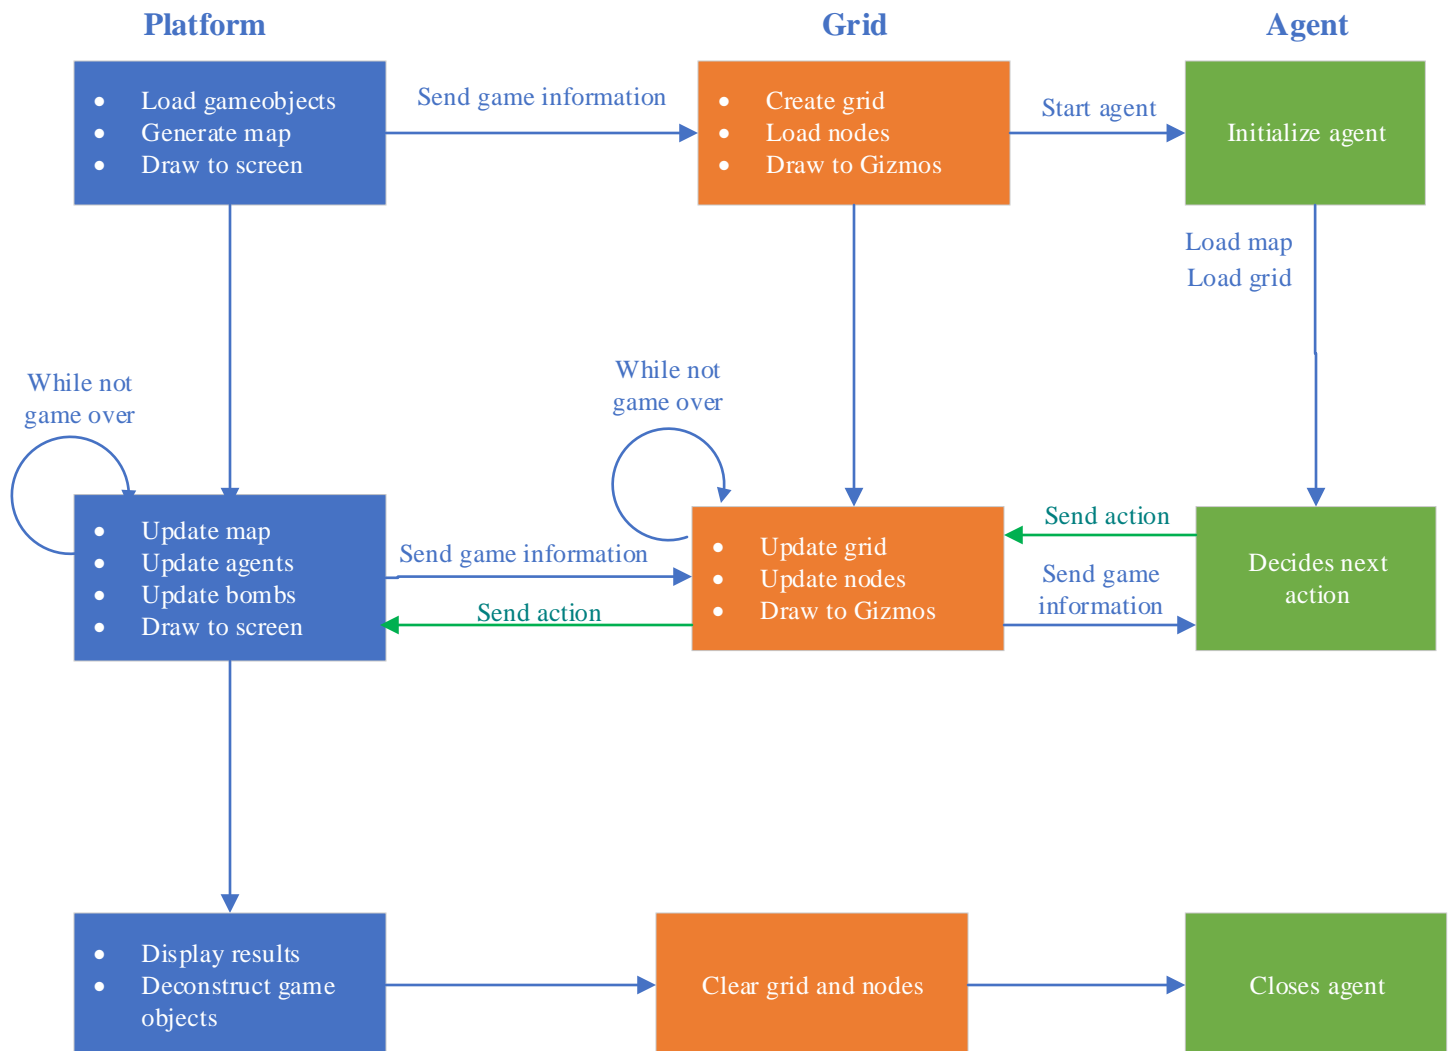 Platform
Grid
Agent
• Load gameobjects
• Generate map
• Draw to screen
Send game information
• Create grid
• Load nodes
• Draw to Gizmos
Start agent
Initialize agent
Load map
Load grid
While not
game over
While not
game over
• Update map
• Update agents
• Update bombs
• Draw to screen
Send game information
Send action
• Update grid
• Update nodes
• Draw to Gizmos
Send action
Send game
information
Decides next
action
• Display results
• Deconstruct game
objects
Clear grid and nodes
Closes agent